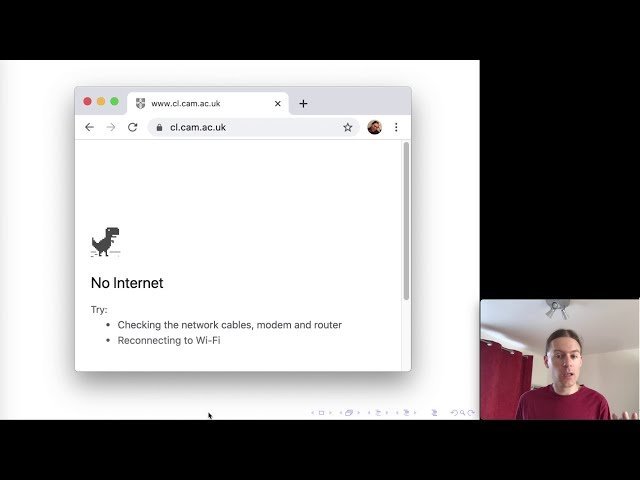 www.cl.cam.ac.uk
cl.cam.ac.uk
No Internet
Try:
• Checking the network cables, modem and router
• Reconnecting to Wi-Fi